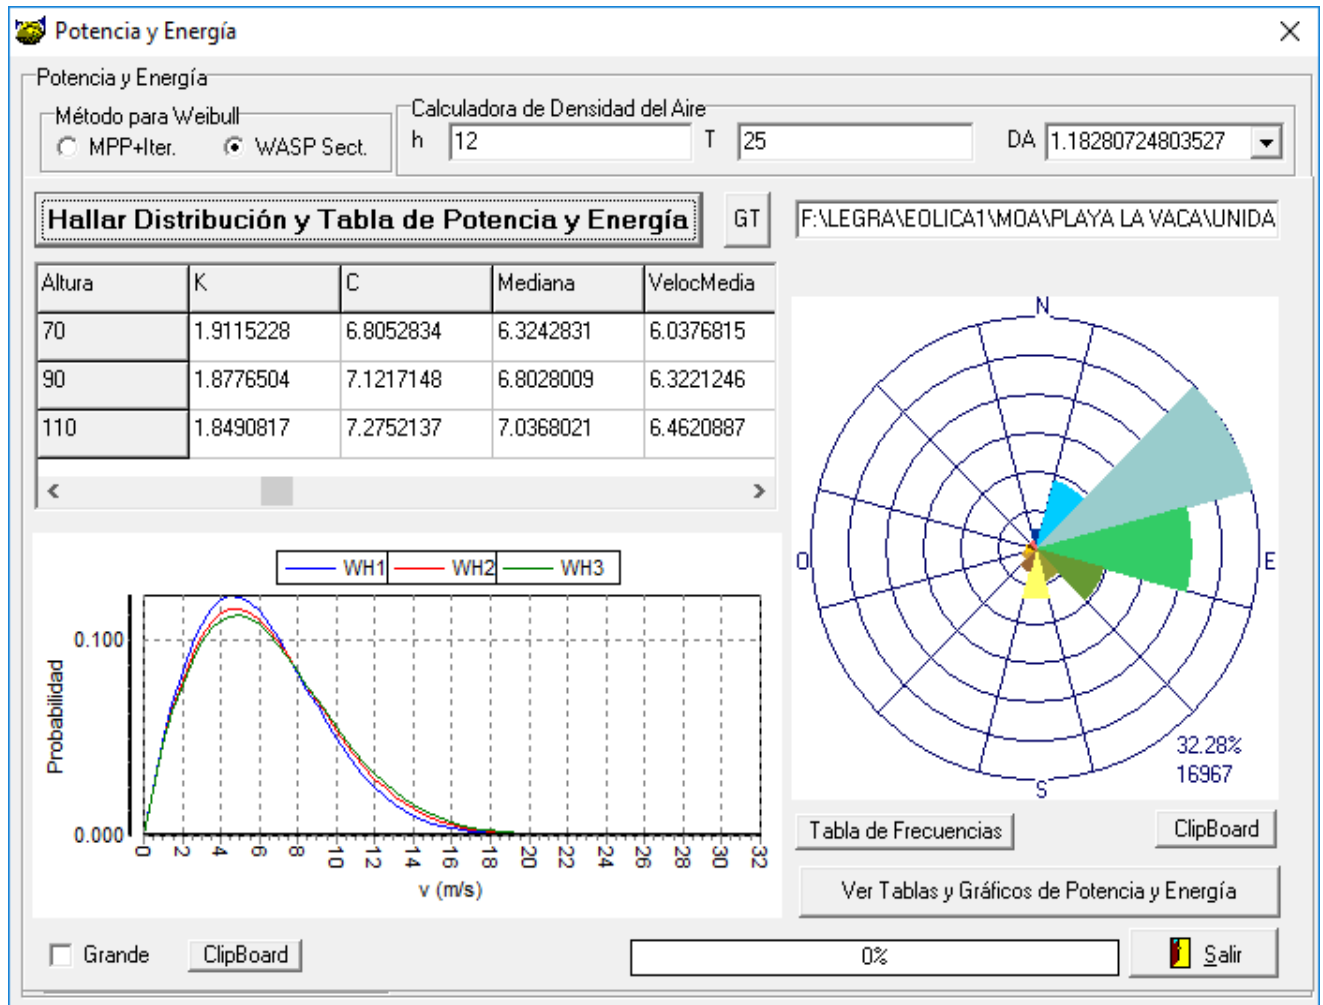 Potencia y Energía
Potencia y Energía
Método para Weibull
MPP+Iter. WASP Sect.
Calculadora de Densidad del Aire
h 12 T 25 DA 1.18280724803527
Hallar Distribución y Tabla de Potencia y Energía GT F:\LEGRA\EOLICA1\MOA\PLAYA LA VACA\UNIDA
Altura K C Mediana VelocMedia
70 1.9115228 6.8052834 6.3242831 6.0376815
90 1.8776504 7.1217148 6.8028009 6.3221246
110 1.8490817 7.2752137 7.0368021 6.4620887
N
O E
S
32.28%
16967
WH1 WH2 WH3
0.100
Probabilidad
0.000
0 2 4 6 8 10 12 14 16 18 20 22 24 26 28 30 32
v (m/s)
Tabla de Frecuencias ClipBoard
Ver Tablas y Gráficos de Potencia y Energía
Grande ClipBoard 0% Salir